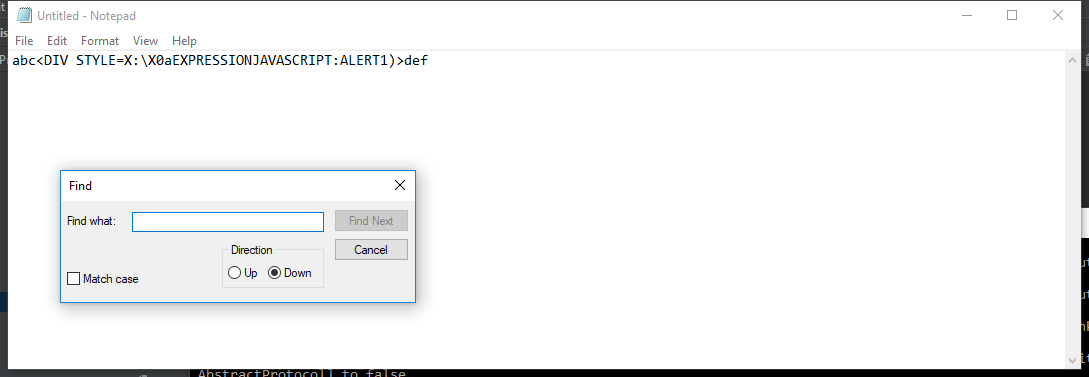 Untitled - Notepad
File Edit Format View Help
abc<DIV STYLE=X:\X0aEXPRESSIONJAVASCRIPT:ALERT1)>def
Find
Find what: Find Next
Direction Cancel
Up Down
Match case
AbstractProtocol] to false